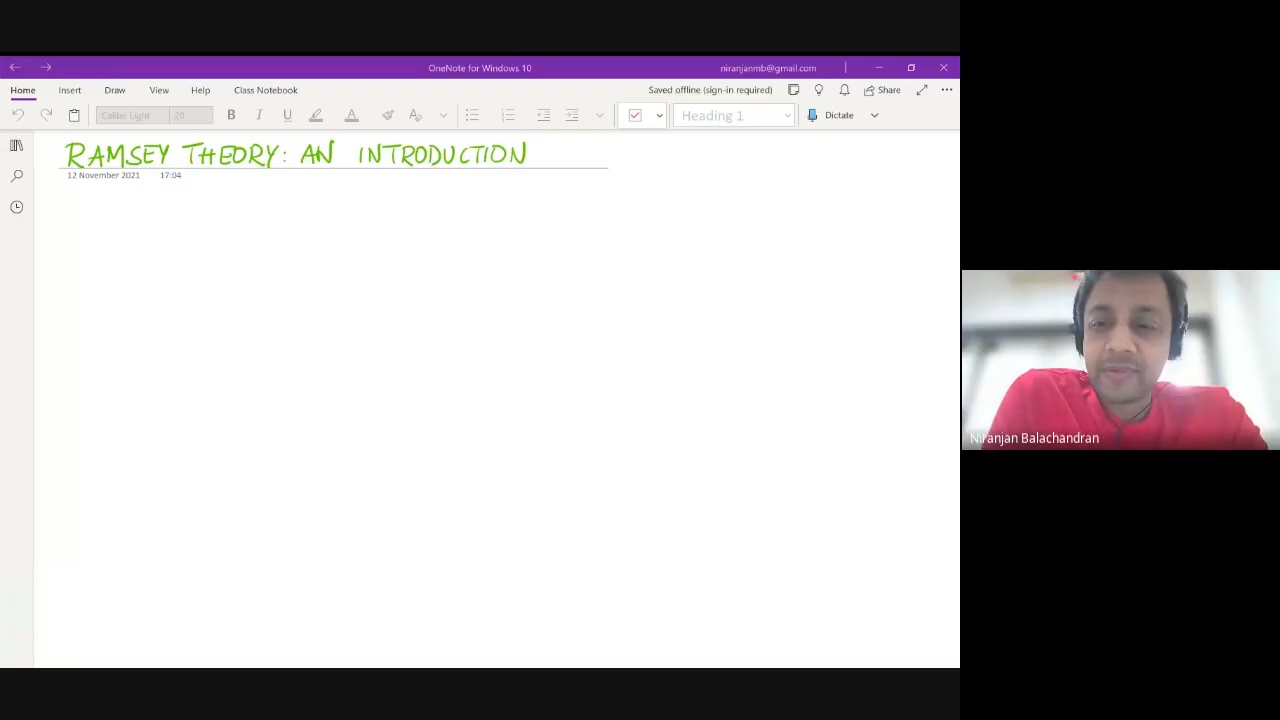 OneNote for Windows 10
niranjanmb@gmail.com
Home Insert Draw View Help Class Notebook
Saved offline (sign-in required) Share
Calibri Light 20 B I U A Heading 1 Dictate
RAMSEY THEORY: AN INTRODUCTION
12 November 2021 17:04
Niranjan Balachandran